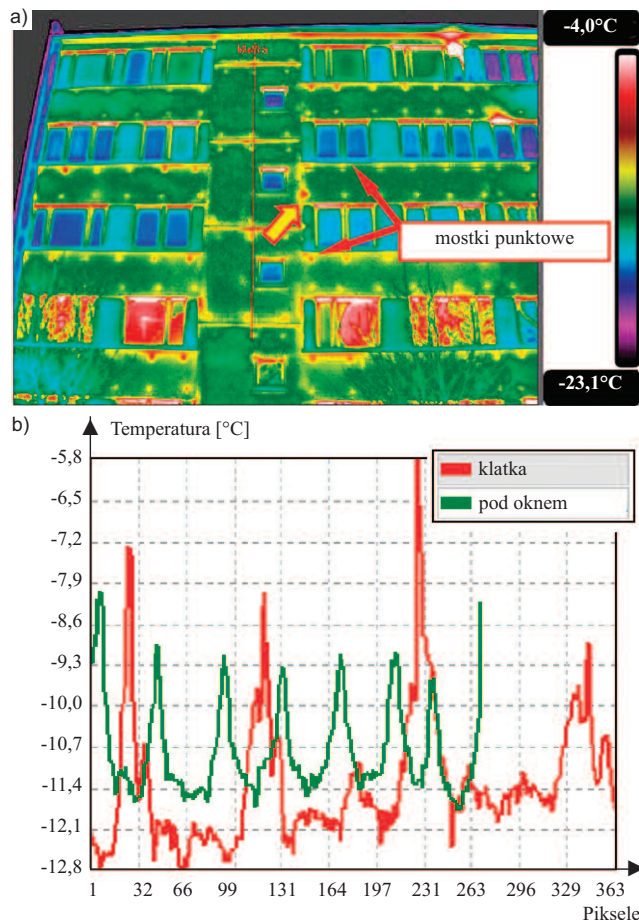 a)
-4,0°C
klatka
mostki punktowe
-23,1°C
b)
Temperatura [°C]
-5,8
-6,5
-7,2
-7,9
-8,6
-9,3
-10,0
-10,7
-11,4
-12,1
-12,8
klatka
pod oknem
1 32 66 99 131 164 197 231 263 296 329 363
Piksele